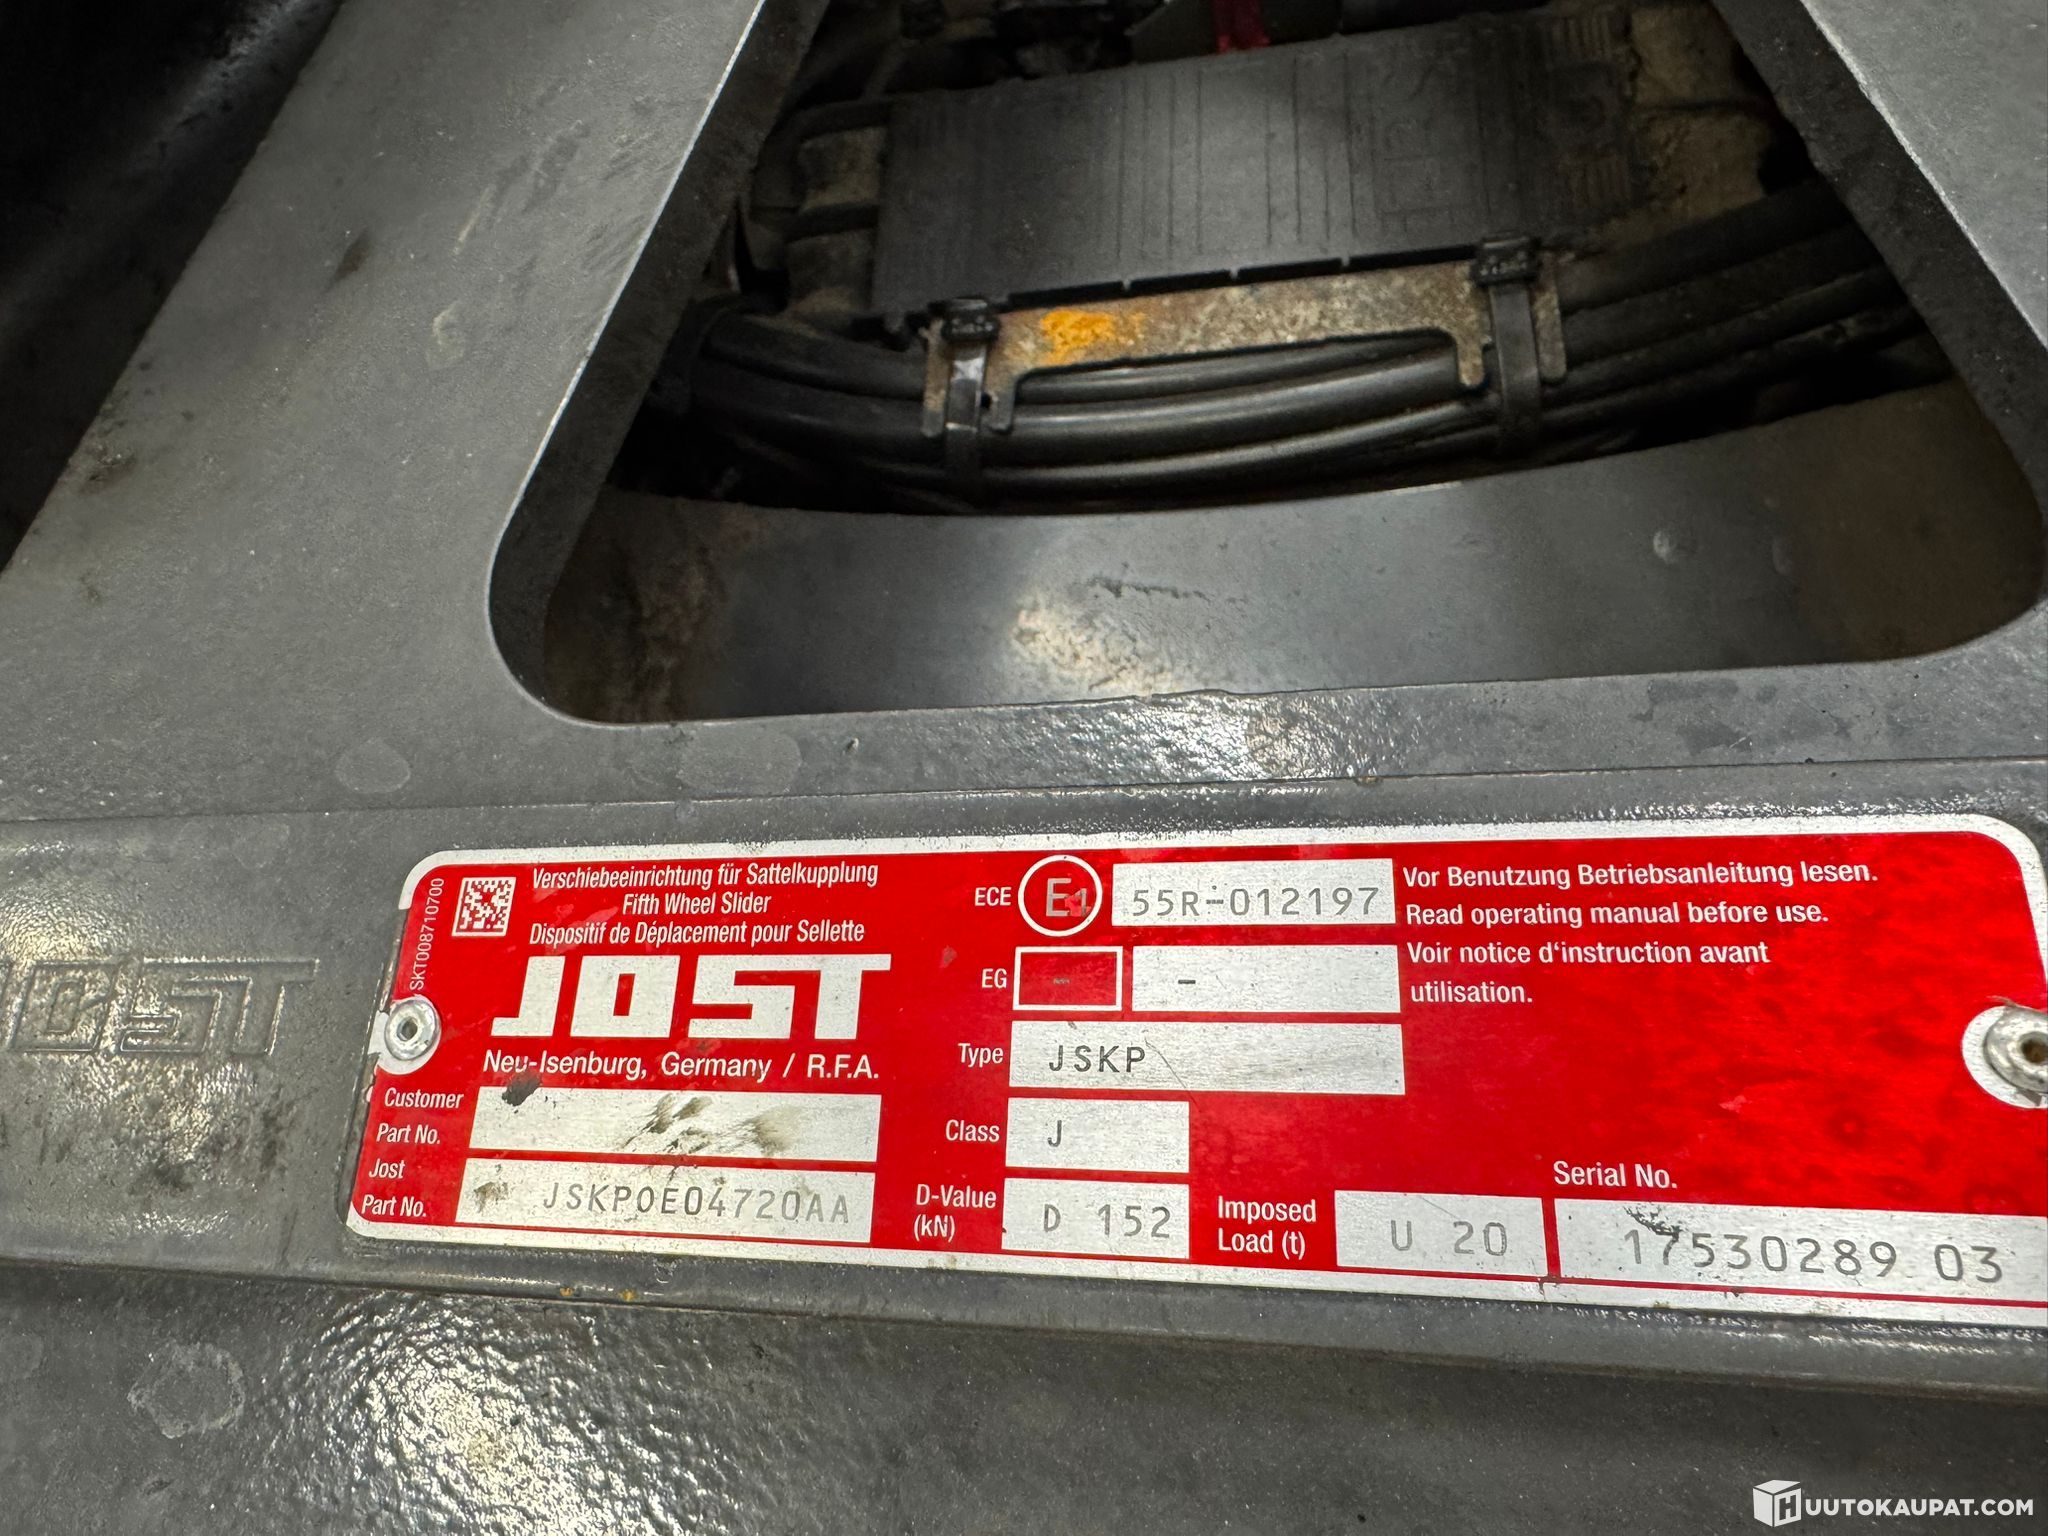 SKT008710700
Verschiebeeinrichtung für Sattelkupplung
Fifth Wheel Slider
Dispositif de Déplacement pour Sellette
JOST
Neu-Isenburg, Germany / R.F.A.
Customer
Part No.
Jost
Part No. JSKP0E04720AA
ECE E1 55R-012197
EG - -
Type JSKP
Class J
D-Value
(kN) D 152
Imposed
Load (t) U 20
Serial No.
17530289 03
Vor Benutzung Betriebsanleitung lesen.
Read operating manual before use.
Voir notice d'instruction avant
utilisation.
JOST
HUUTOKAUPAT.COM